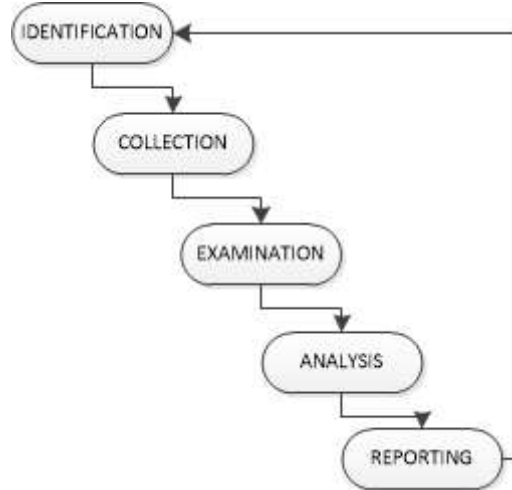 IDENTIFICATION
COLLECTION
EXAMINATION
ANALYSIS
REPORTING